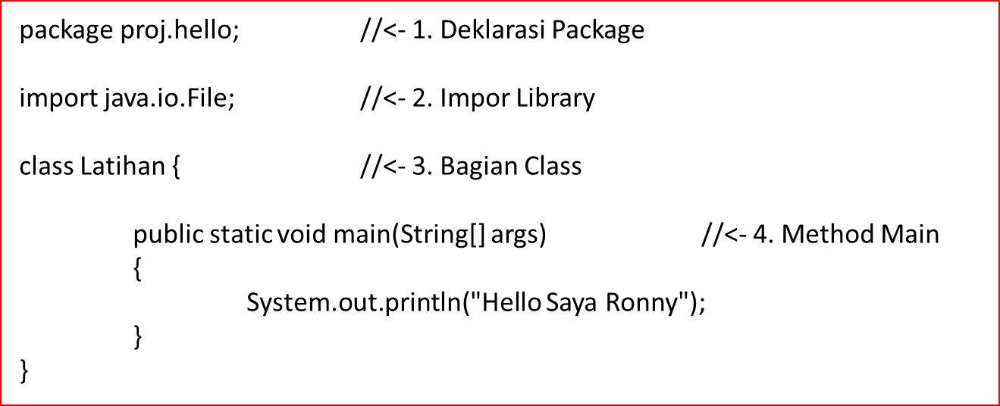 package proj.hello; //<- 1. Deklarasi Package
import java.io.File; //<- 2. Impor Library
class Latihan { //<- 3. Bagian Class
public static void main(String[] args) //<- 4. Method Main
{
System.out.println("Hello Saya Ronny");
}
}